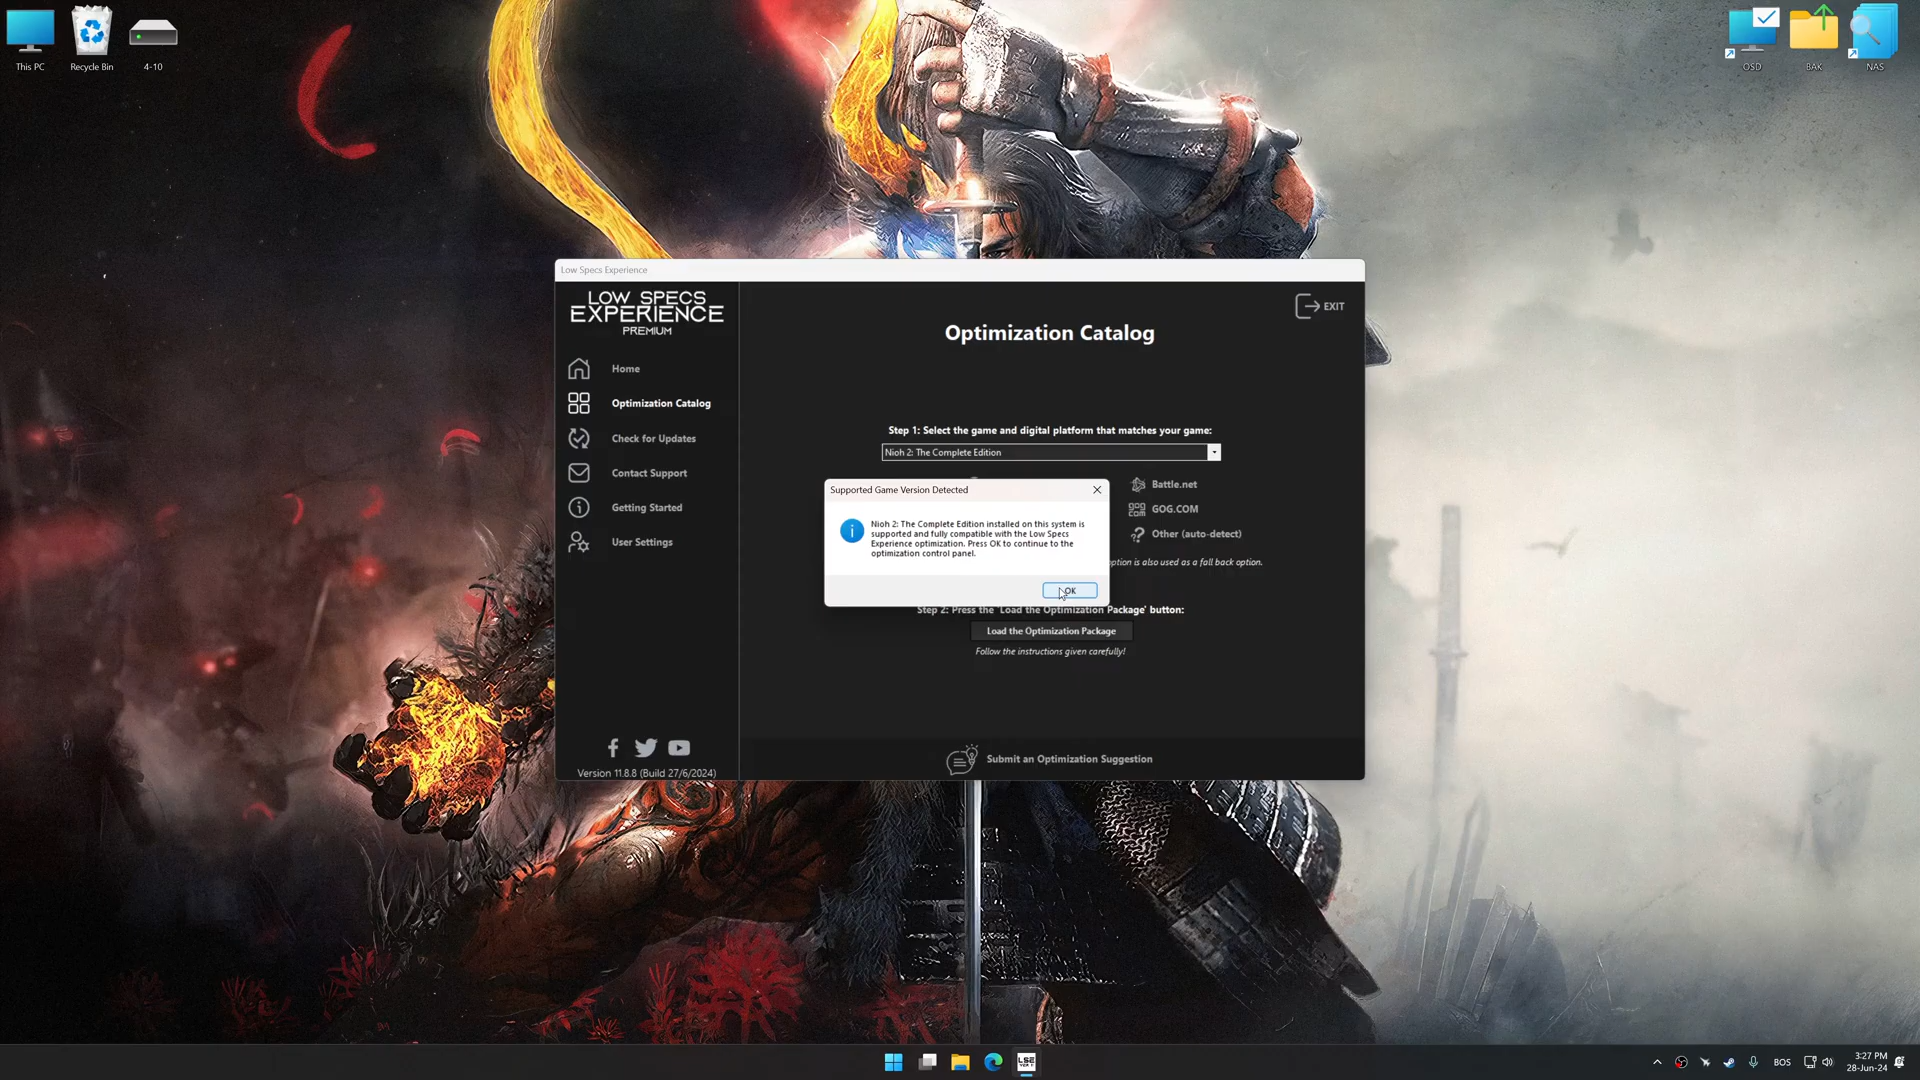 This PC
Recycle Bin
4-10
OSD
BAK
NAS
Low Specs Experience
LOW SPECS
EXPERIENCE
PREMIUM
Home
Optimization Catalog
Check for Updates
Contact Support
Getting Started
User Settings
Version 11.8.8 (Build 27/6/2024)
EXIT
Optimization Catalog
Step 1: Select the game and digital platform that matches your game:
Nioh 2: The Complete Edition
Battle.net
GOG.COM
Other (auto-detect)
option is also used as a fall back option.
Supported Game Version Detected
Nioh 2: The Complete Edition installed on this system is
supported and fully compatible with the Low Specs
Experience optimization. Press OK to continue to the
optimization control panel.
OK
Step 2: Press the 'Load the Optimization Package' button:
Load the Optimization Package
Follow the instructions given carefully!
Submit an Optimization Suggestion
LSE
BOS
3:27 PM
28-Jun-24